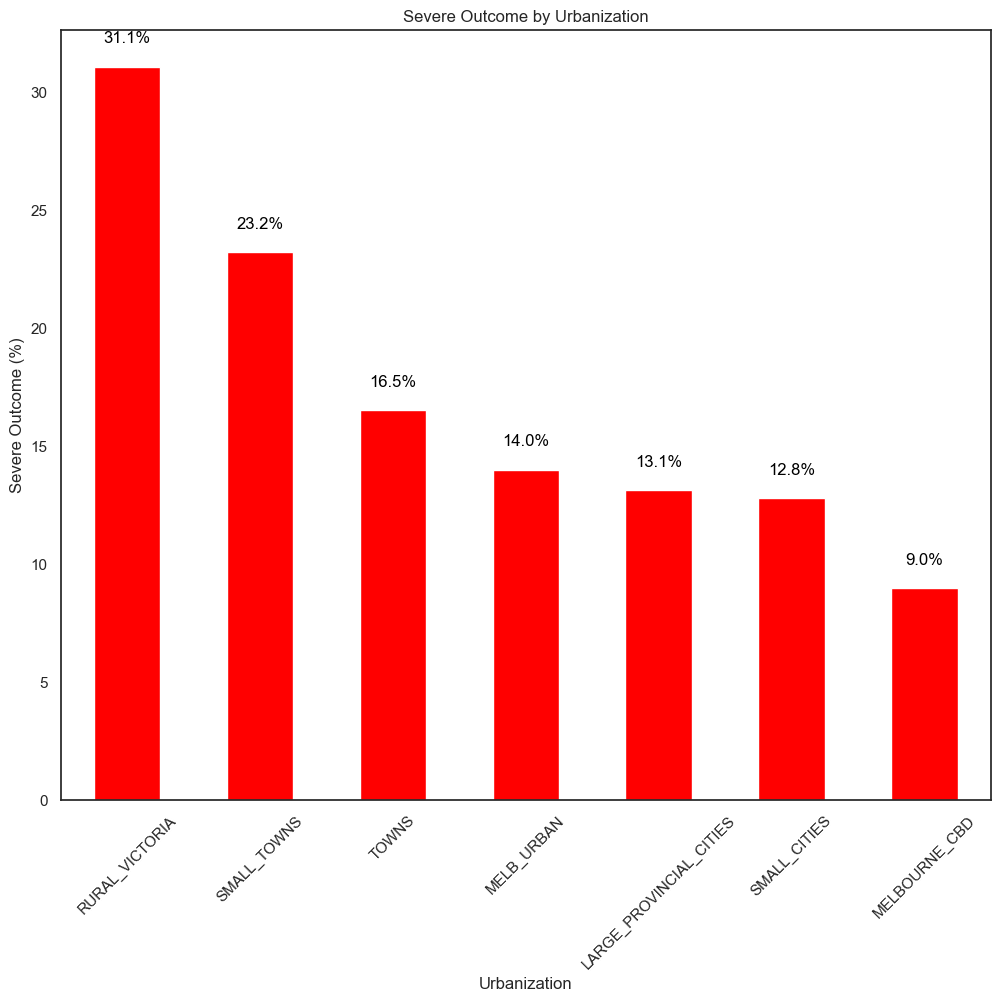 Severe Outcome by Urbanization
Severe Outcome (%)
30
25
20
15
10
5
0
31.1%
23.2%
16.5%
14.0%
13.1%
12.8%
9.0%
RURAL_VICTORIA
SMALL_TOWNS
TOWNS
MELB_URBAN
LARGE_PROVINCIAL_CITIES
SMALL_CITIES
MELBOURNE_CBD
Urbanization